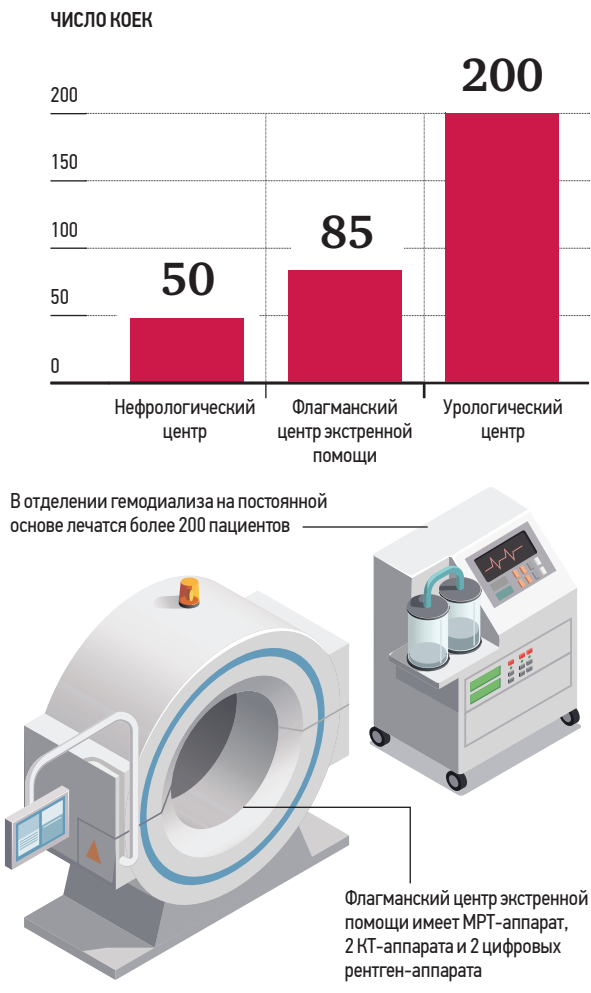 ЧИСЛО КОЕК
200
200
150
100
85
50
50
0
Нефрологический
центр
Флагманский
центр экстренной
помощи
Урологический
центр
В отделении гемодиализа на постоянной
основе лечатся более 200 пациентов
Флагманский центр экстренной
помощи имеет МРТ-аппарат,
2 КТ-аппарата и 2 цифровых
рентген-аппарата